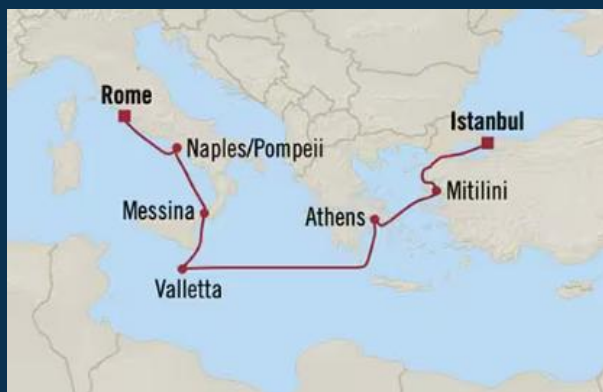 Rome
Naples/Pompeii
Istanbul
Messina
Athens
Mitilini
Valletta